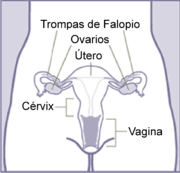 Trompas de Falopio
Ovarios
Útero
Cérvix
Vagina